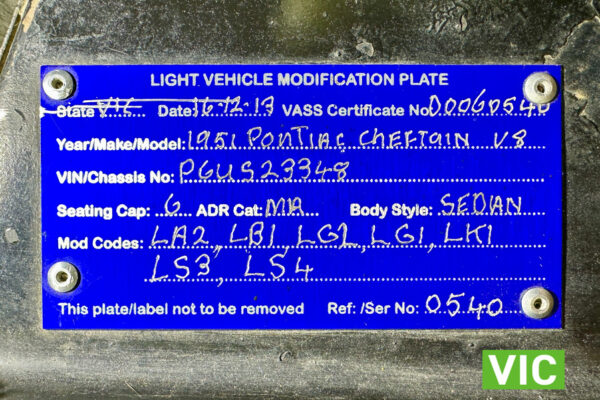 LIGHT VEHICLE MODIFICATION PLATE
State VIC Date: 16-12-13 VASS Certificate No: D0060540
Year/Make/Model: 1951 PONTIAC CHEFTAIN V8
VIN/Chassis No: P6US23348
Seating Cap: 6 ADR Cat: MA Body Style: SEDAN
Mod Codes: LA2, LB1, LG2, LG1, LK1
LS3, LS4
This plate/label not to be removed Ref: /Ser No: 0540
VIC